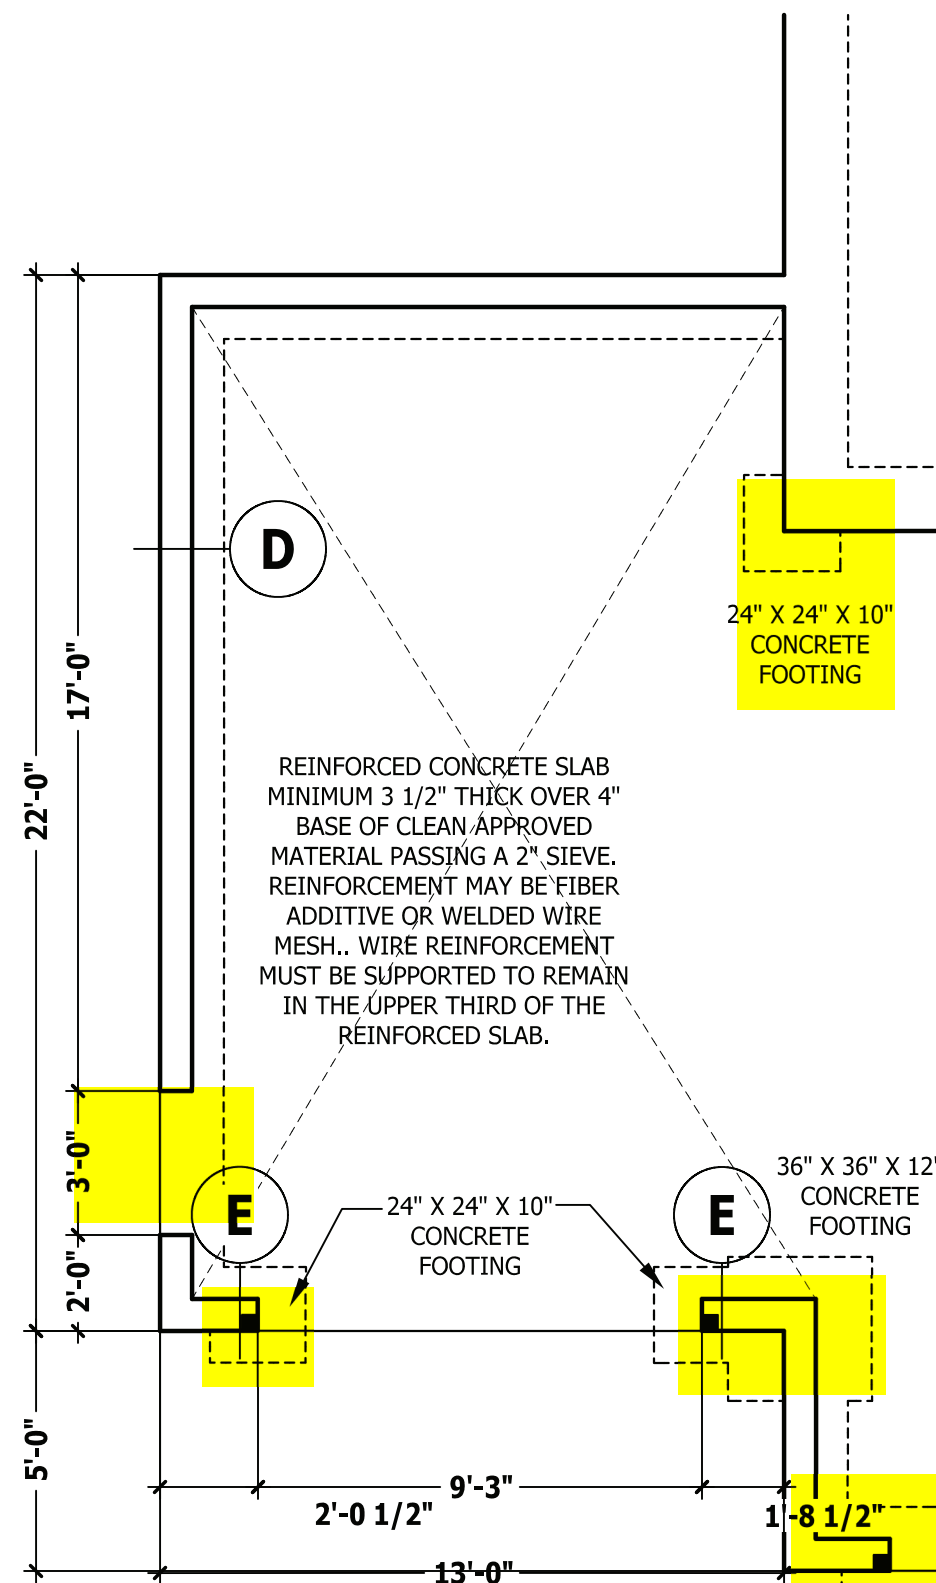 D
24" X 24" X 10"
CONCRETE
FOOTING
17'-0"
22'-0"
REINFORCED CONCRETE SLAB
MINIMUM 3 1/2" THICK OVER 4"
BASE OF CLEAN APPROVED
MATERIAL PASSING A 2" SIEVE.
REINFORCEMENT MAY BE FIBER
ADDITIVE OR WELDED WIRE
MESH.. WIRE REINFORCEMENT
MUST BE SUPPORTED TO REMAIN
IN THE UPPER THIRD OF THE
REINFORCED SLAB.
3'-0"
E
24" X 24" X 10"
CONCRETE
FOOTING
E
36" X 36" X 12"
CONCRETE
FOOTING
2'-0"
5'-0"
9'-3"
2'-0 1/2"
1'-8 1/2"
13'-0"